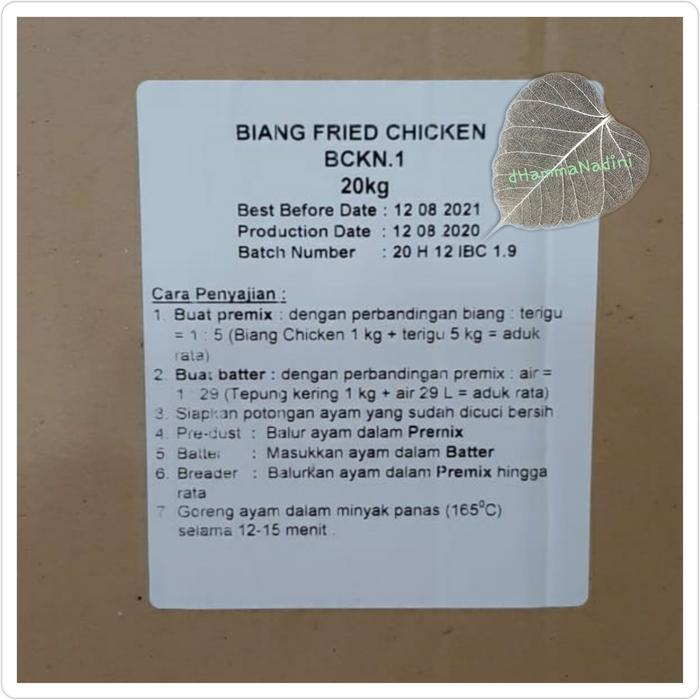 BIANG FRIED CHICKEN
BCKN.1
20kg
Best Before Date : 12 08 2021
Production Date : 12 08 2020
Batch Number : 20 H 12 IBC 1.9
dHammaNadini
Cara Penyajian :
1. Buat premix : dengan perbandingan biang : terigu
= 1 : 5 (Biang Chicken 1 kg + terigu 5 kg = aduk
rata)
2. Buat batter : dengan perbandingan premix : air =
1 : 29 (Tepung kering 1 kg + air 29 L = aduk rata)
3. Siapkan potongan ayam yang sudah dicuci bersih
4. Pre-dust : Balur ayam dalam Premix
5. Batter : Masukkan ayam dalam Batter
6. Breader : Balurkan ayam dalam Premix hingga
rata
7. Goreng ayam dalam minyak panas (165⁰C)
selama 12-15 menit.